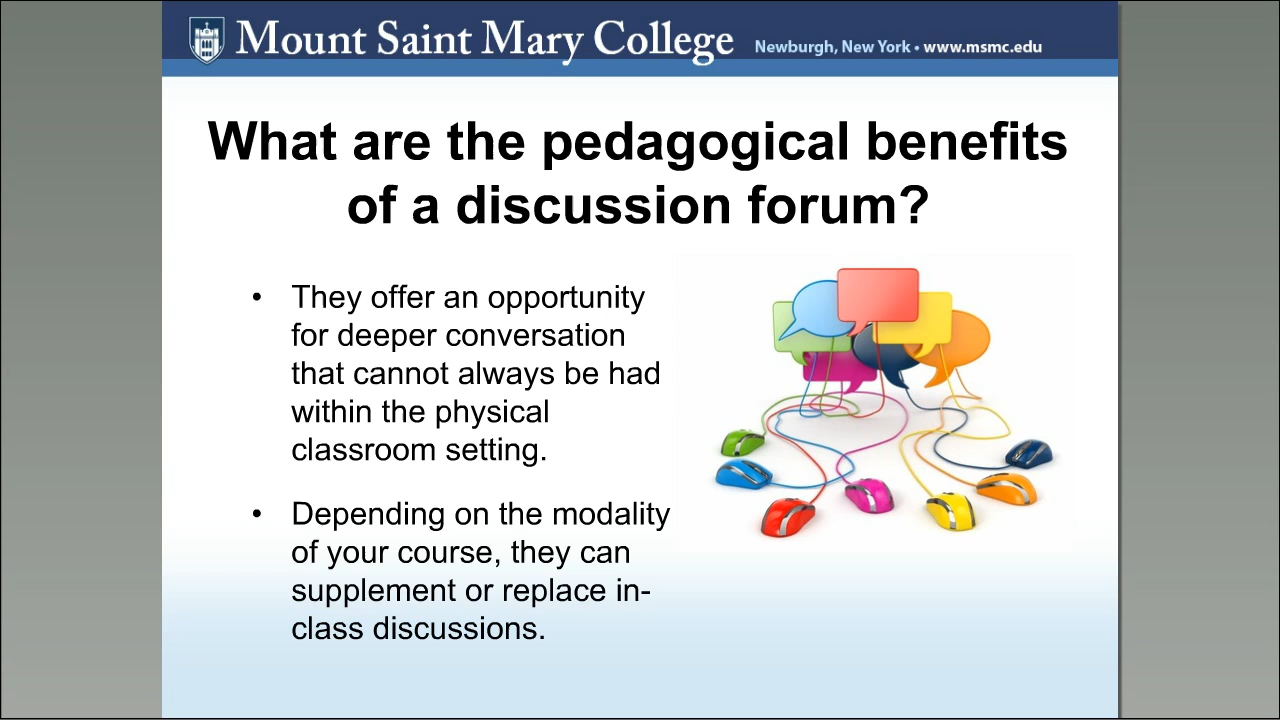 Mount Saint Mary College Newburgh, New York • www.msmc.edu
What are the pedagogical benefits
of a discussion forum?
• They offer an opportunity
for deeper conversation
that cannot always be had
within the physical
classroom setting.
• Depending on the modality
of your course, they can
supplement or replace in-
class discussions.